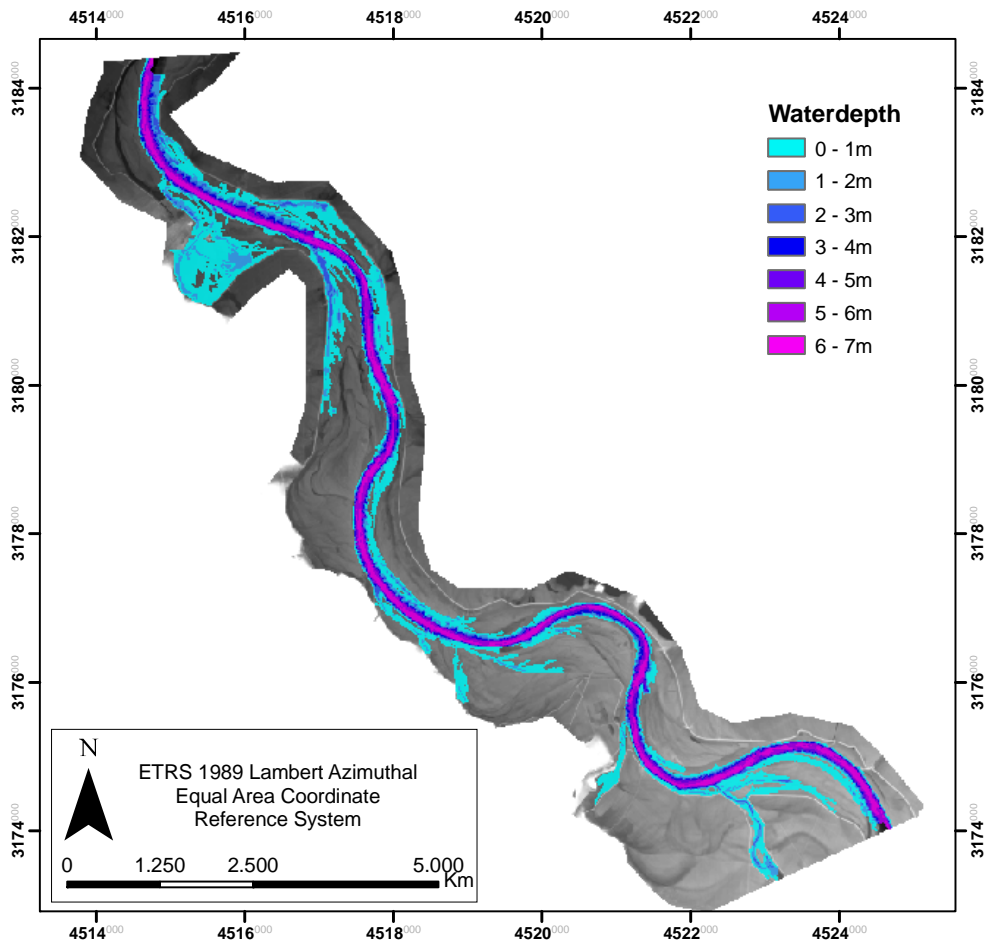 4514000 4516000 4518000 4520000 4522000 4524000
3184000 3184000
Waterdepth
0 - 1m
1 - 2m
2 - 3m
3 - 4m
4 - 5m
5 - 6m
6 - 7m
3182000 3182000
3180000 3180000
3178000 3178000
3176000 3176000
3174000 3174000
N
ETRS 1989 Lambert Azimuthal
Equal Area Coordinate
Reference System
0 1.250 2.500 5.000
Km
4514000 4516000 4518000 4520000 4522000 4524000